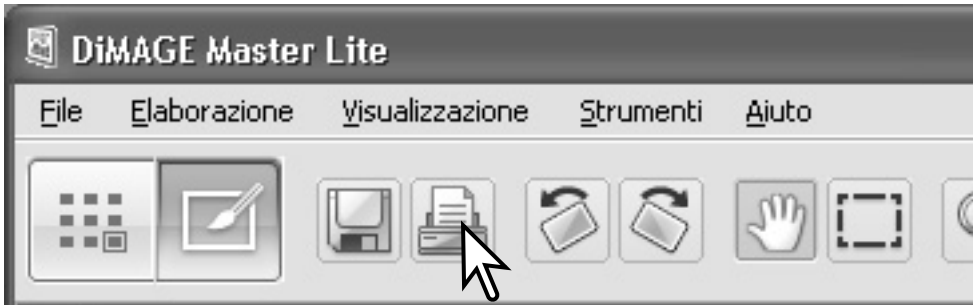 DiMAGE Master Lite
File Elaborazione Visualizzazione Strumenti Aiuto